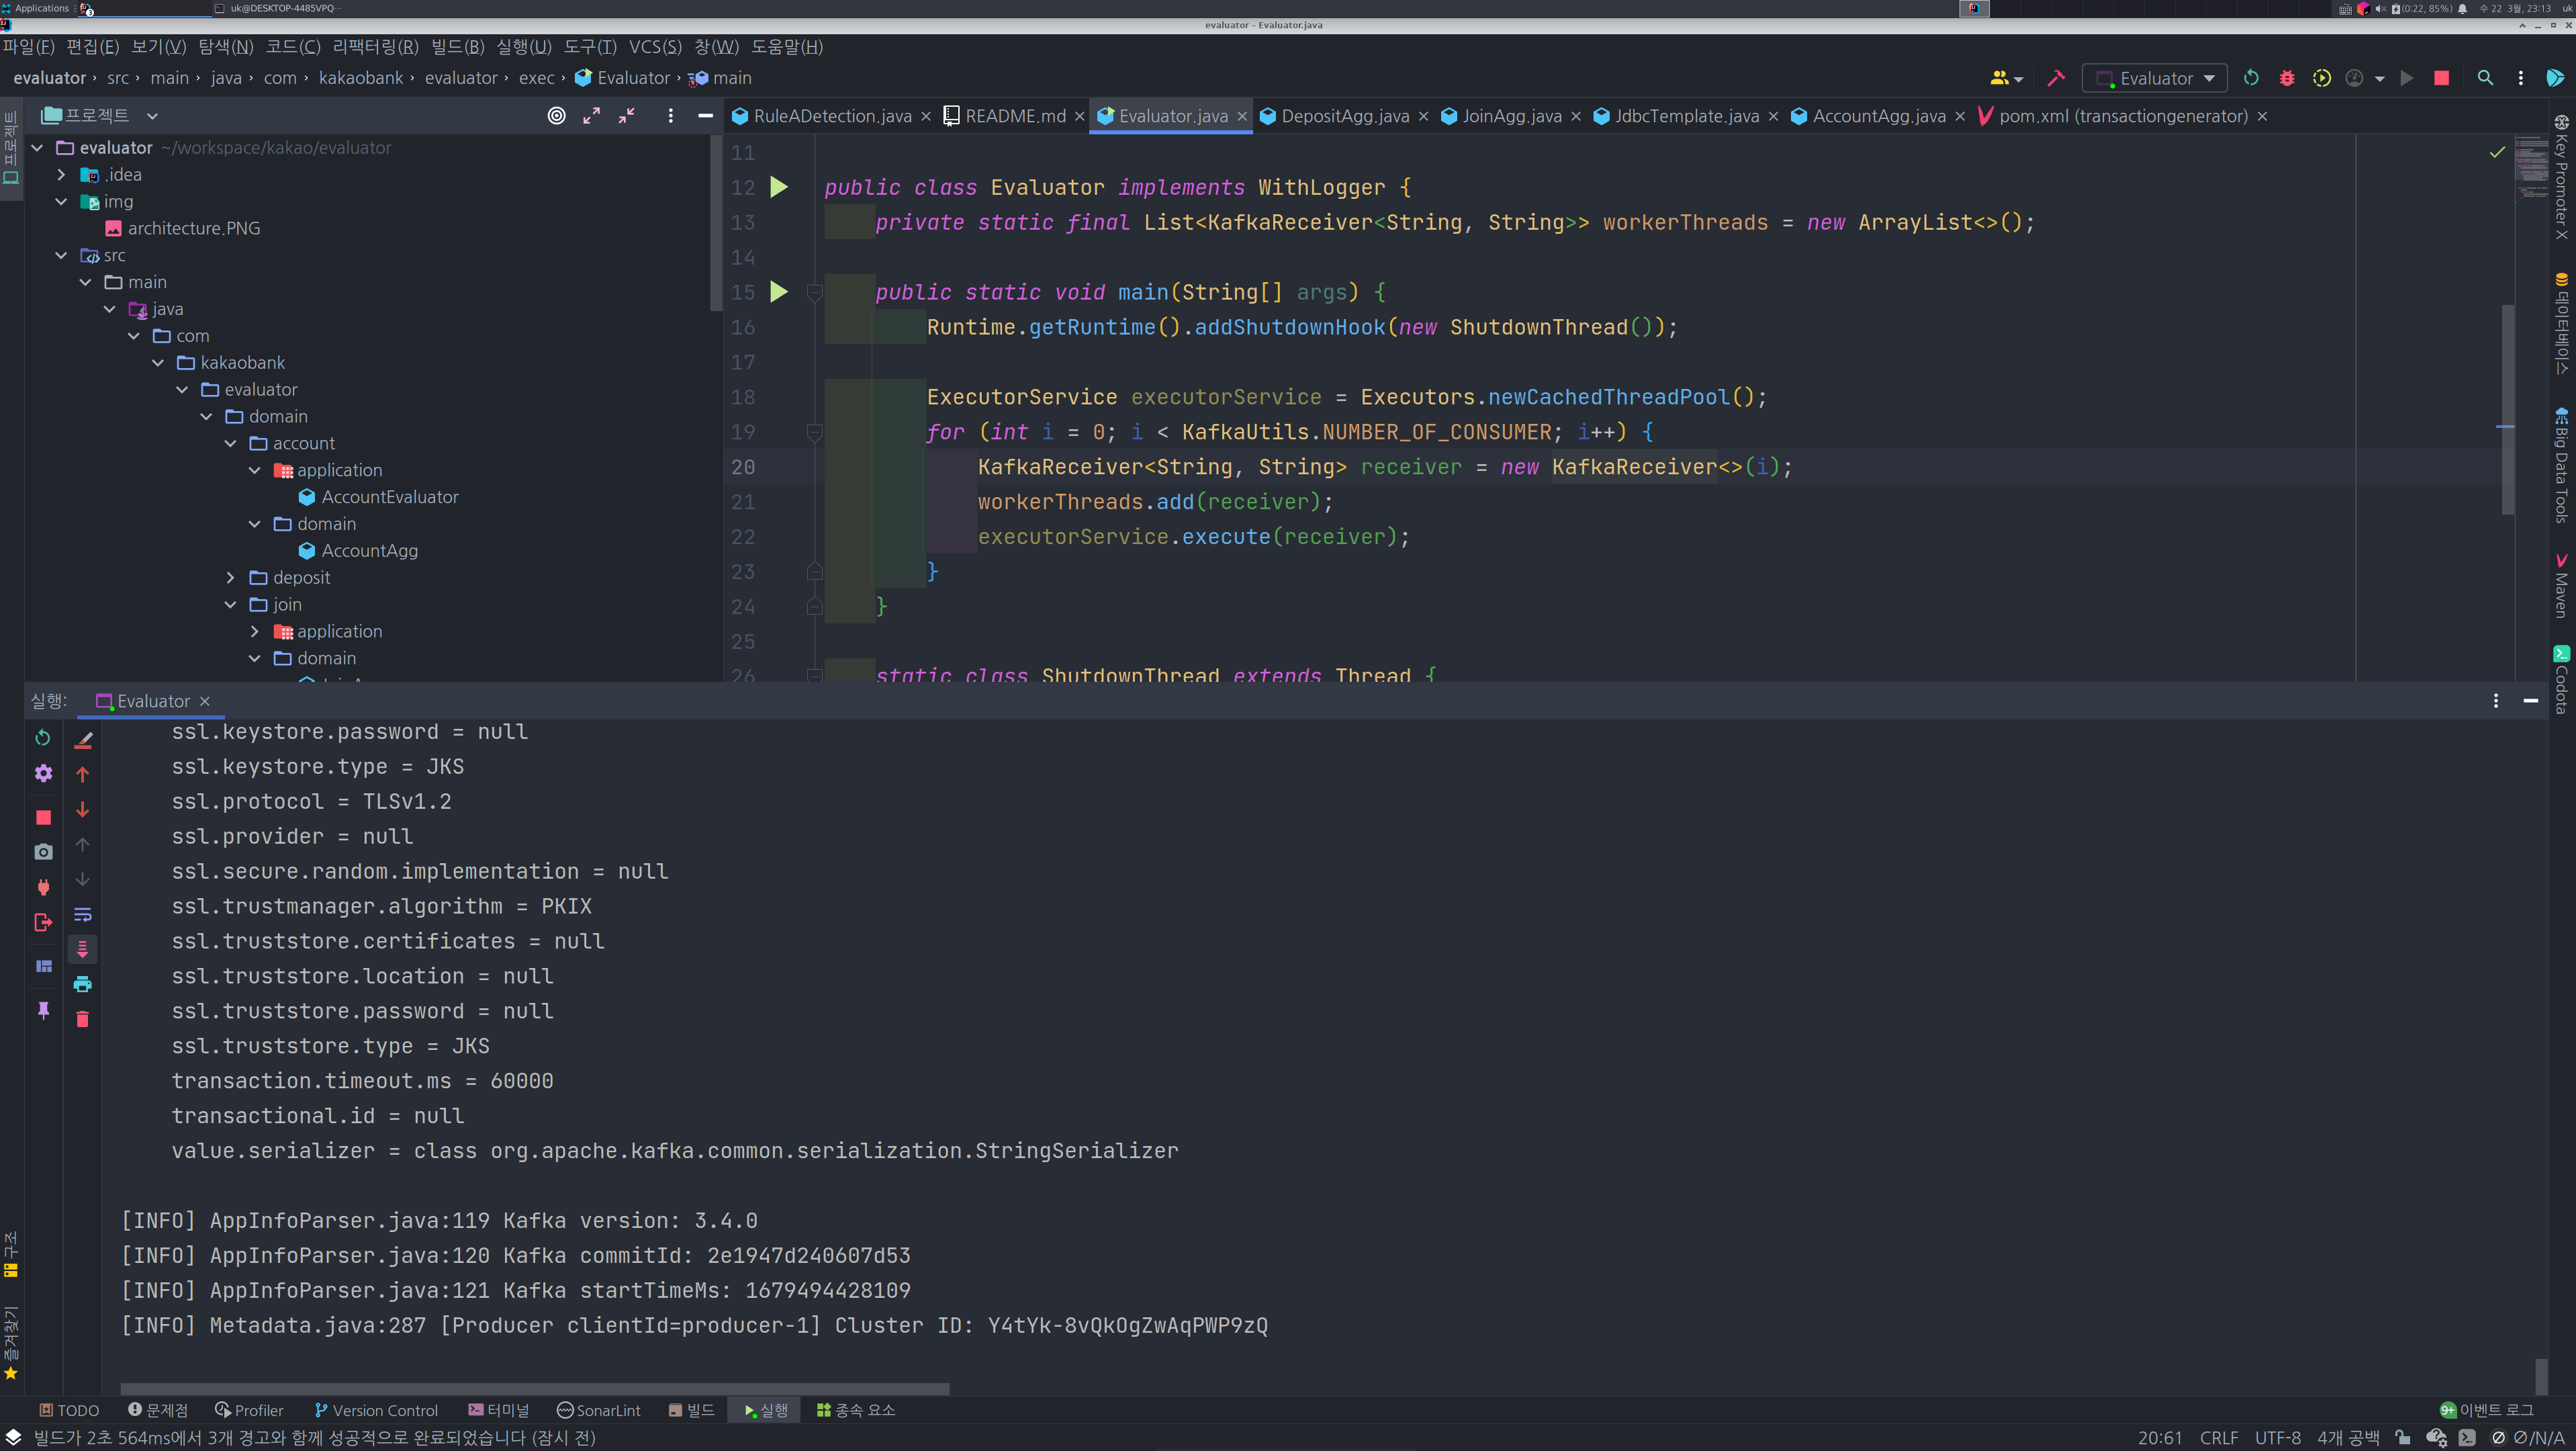 Applications
uk@DESKTOP-4485VPQ···
(0:22, 85%)
수 22 3월, 23:13
uk
evaluator – Evaluator.java
파일(F) 편집(E) 보기(V) 탐색(N) 코드(C) 리팩터링(R) 빌드(B) 실행(U) 도구(T) VCS(S) 창(W) 도움말(H)
evaluator › src › main › java › com › kakaobank › evaluator › exec › Evaluator › main
Evaluator
프로젝트
프로젝트
RuleADetection.java
README.md
Evaluator.java
DepositAgg.java
JoinAgg.java
JdbcTemplate.java
AccountAgg.java
pom.xml (transactiongenerator)
evaluator ~/workspace/kakao/evaluator
.idea
img
architecture.PNG
src
main
java
com
kakaobank
evaluator
domain
account
application
AccountEvaluator
domain
AccountAgg
deposit
join
application
domain
11
12 public class Evaluator implements WithLogger {
13 private static final List<KafkaReceiver<String, String>> workerThreads = new ArrayList<>();
14
15 public static void main(String[] args) {
16 Runtime.getRuntime().addShutdownHook(new ShutdownThread());
17
18 ExecutorService executorService = Executors.newCachedThreadPool();
19 for (int i = 0; i < KafkaUtils.NUMBER_OF_CONSUMER; i++) {
20 KafkaReceiver<String, String> receiver = new KafkaReceiver<>(i);
21 workerThreads.add(receiver);
22 executorService.execute(receiver);
23 }
24 }
25
26 static class ShutdownThread extends Thread {
Key Promoter X
데이터베이스
Big Data Tools
Maven
Codota
실행: Evaluator
ssl.keystore.password = null
ssl.keystore.type = JKS
ssl.protocol = TLSv1.2
ssl.provider = null
ssl.secure.random.implementation = null
ssl.trustmanager.algorithm = PKIX
ssl.truststore.certificates = null
ssl.truststore.location = null
ssl.truststore.password = null
ssl.truststore.type = JKS
transaction.timeout.ms = 60000
transactional.id = null
value.serializer = class org.apache.kafka.common.serialization.StringSerializer
[INFO] AppInfoParser.java:119 Kafka version: 3.4.0
[INFO] AppInfoParser.java:120 Kafka commitId: 2e1947d240607d53
[INFO] AppInfoParser.java:121 Kafka startTimeMs: 1679494428109
[INFO] Metadata.java:287 [Producer clientId=producer-1] Cluster ID: Y4tYk-8vQkOgZwAqPWP9zQ
구조
즐겨찾기
TODO 문제점 Profiler Version Control 터미널 SonarLint 빌드 실행 종속 요소
9+ 이벤트 로그
빌드가 2초 564ms에서 3개 경고와 함께 성공적으로 완료되었습니다 (잠시 전)
20:61 CRLF UTF-8 4개 공백 Ø/N/A